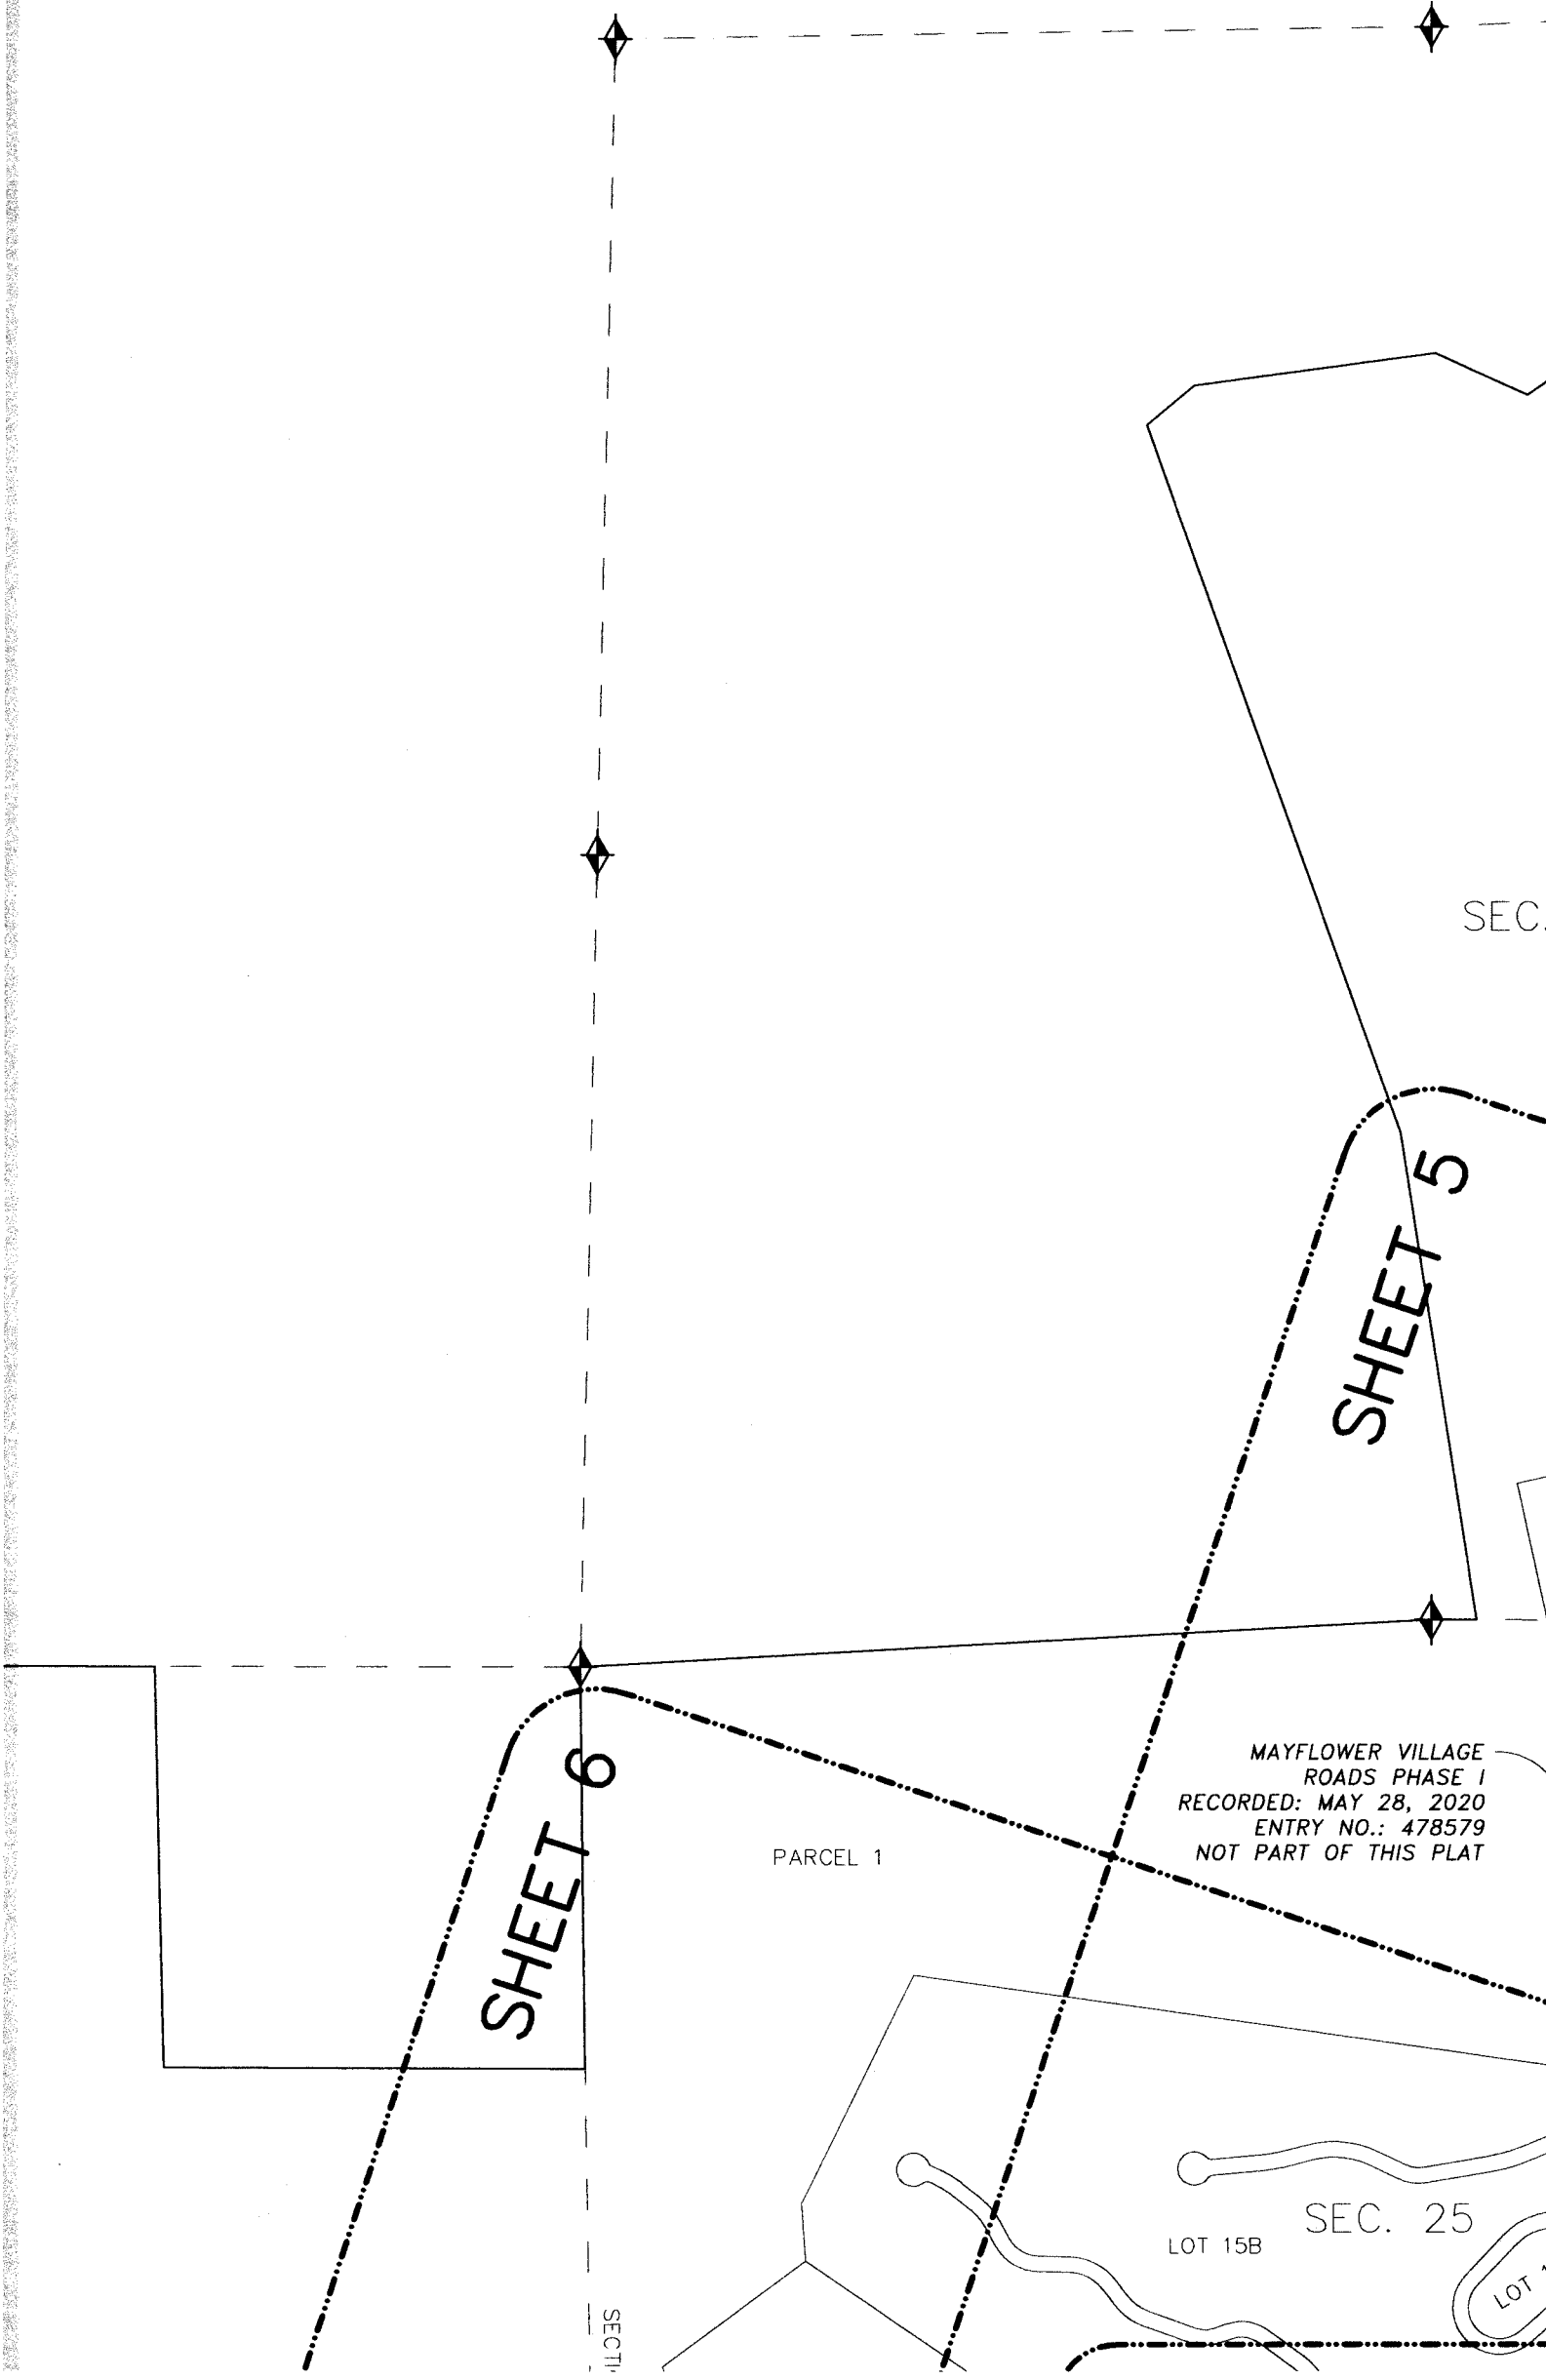 SEC.
SHEET 5
MAYFLOWER VILLAGE
ROADS PHASE I
RECORDED: MAY 28, 2020
ENTRY NO.: 478579
NOT PART OF THIS PLAT
SHEET 6
PARCEL 1
SEC. 25
LOT 15B
LOT